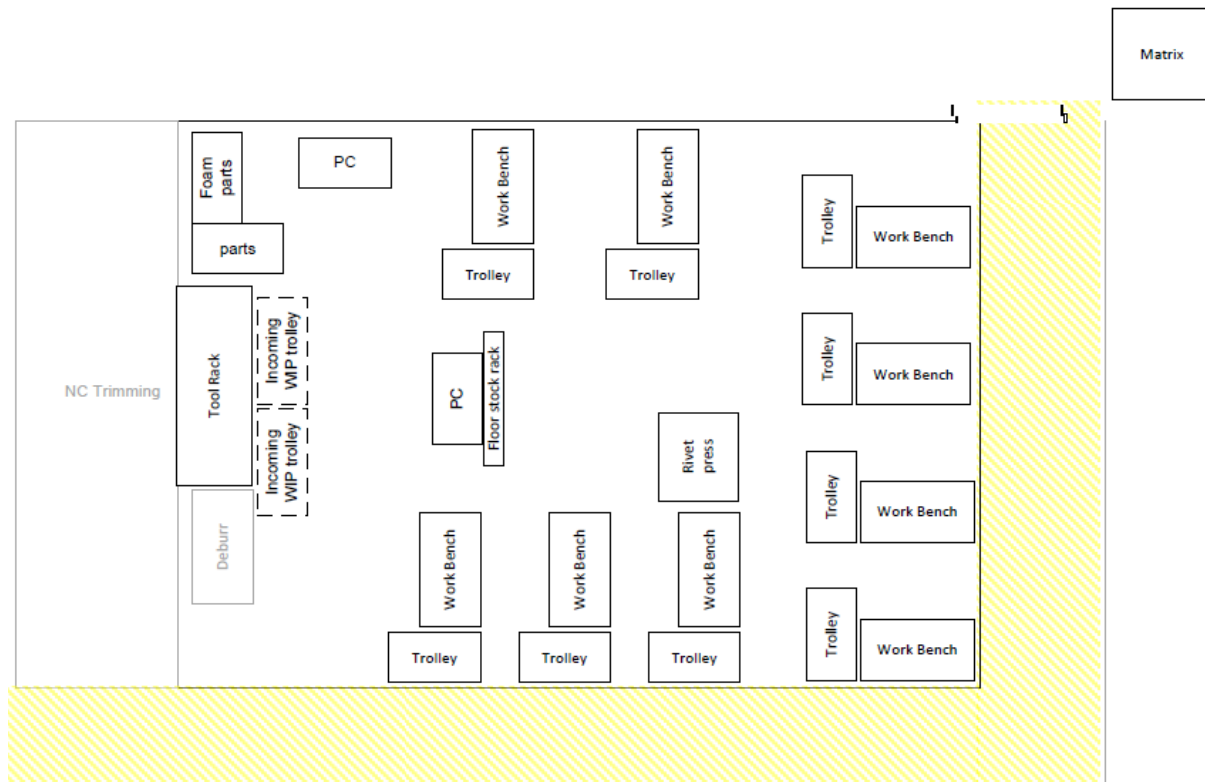 Matrix
Foam
parts
PC
Work Bench
Work Bench
Trolley
Work Bench
parts
Trolley
Trolley
Incoming
WIP trolley
Trolley
Work Bench
NC Trimming
Tool Rack
PC
Floor stock rack
Incoming
WIP trolley
Rivet
press
Trolley
Work Bench
Deburr
Work Bench
Work Bench
Work Bench
Trolley
Work Bench
Trolley
Trolley
Trolley